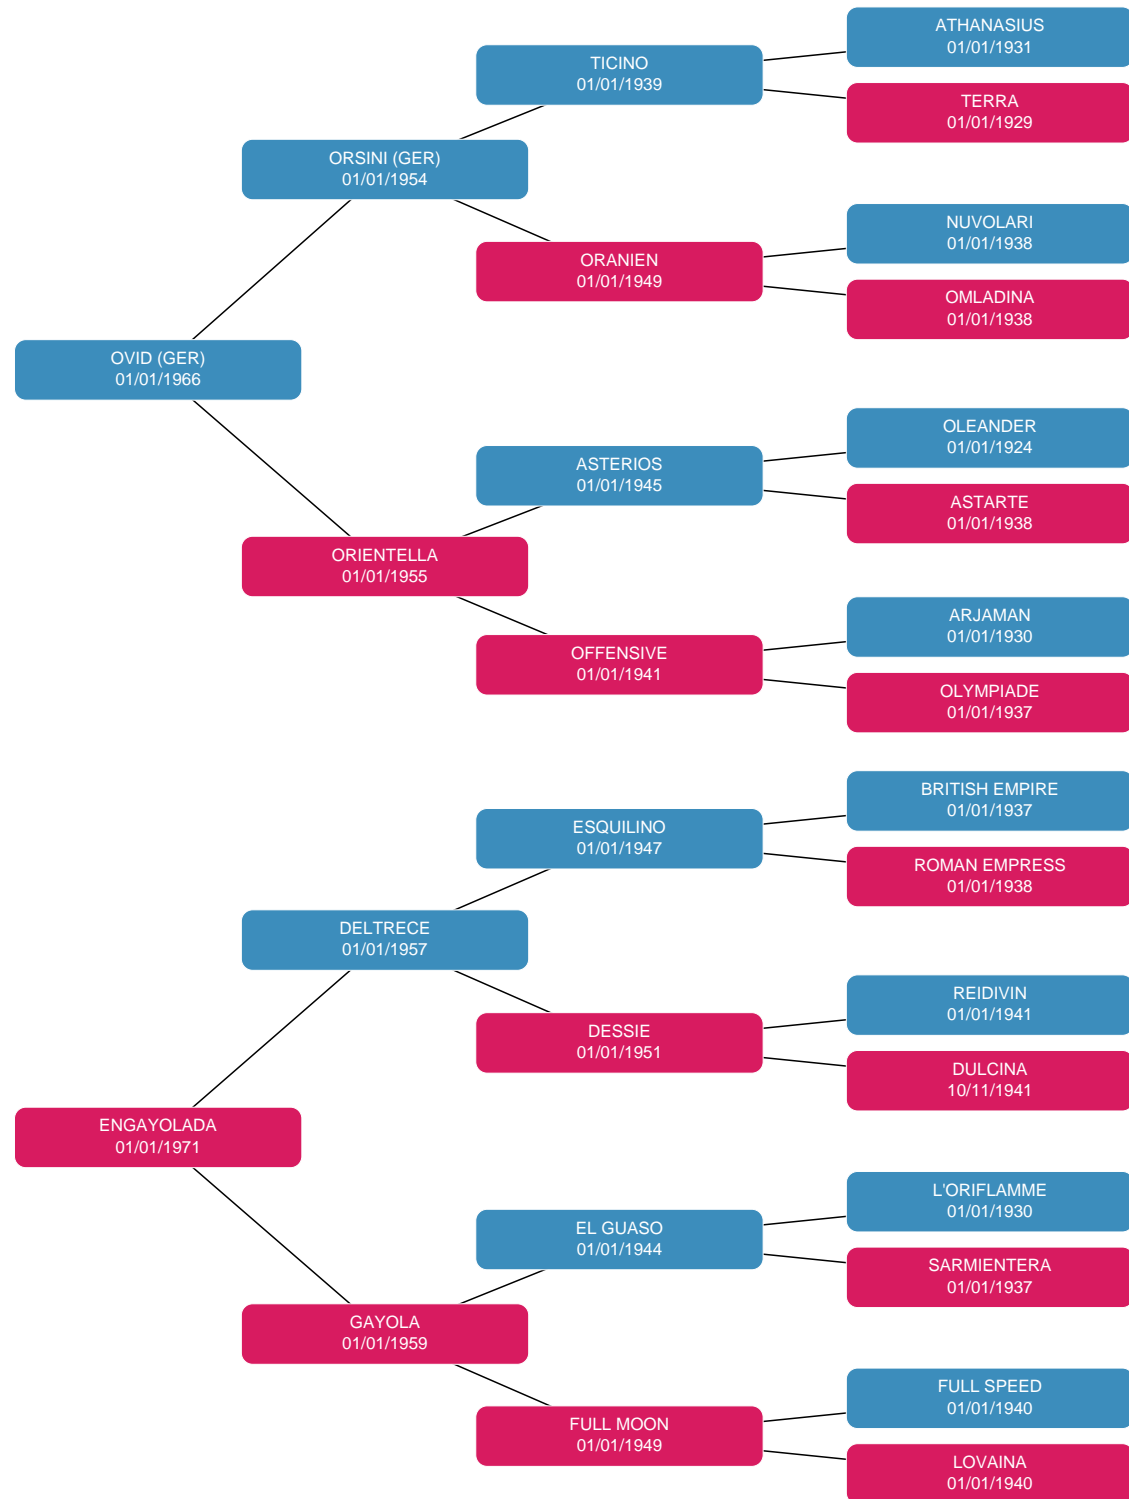 ATHANASIUS
01/01/1931
TICINO
01/01/1939
TERRA
01/01/1929
ORSINI (GER)
01/01/1954
NUVOLARI
01/01/1938
ORANIEN
01/01/1949
OMLADINA
01/01/1938
OVID (GER)
01/01/1966
OLEANDER
01/01/1924
ASTERIOS
01/01/1945
ASTARTE
01/01/1938
ORIENTELLA
01/01/1955
ARJAMAN
01/01/1930
OFFENSIVE
01/01/1941
OLYMPIADE
01/01/1937
BRITISH EMPIRE
01/01/1937
ESQUILINO
01/01/1947
ROMAN EMPRESS
01/01/1938
DELTRECE
01/01/1957
REIDIVIN
01/01/1941
DESSIE
01/01/1951
DULCINA
10/11/1941
ENGAYOLADA
01/01/1971
L'ORIFLAMME
01/01/1930
EL GUASO
01/01/1944
SARMIENTERA
01/01/1937
GAYOLA
01/01/1959
FULL SPEED
01/01/1940
FULL MOON
01/01/1949
LOVAINA
01/01/1940